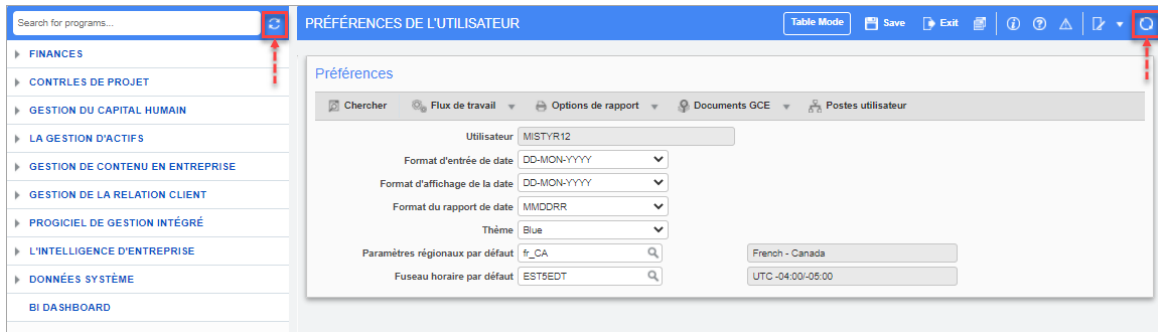 Search for programs...
PRÉFÉRENCES DE L'UTILISATEUR
Table Mode Save Exit
FINANCES
CONTRLES DE PROJET
GESTION DU CAPITAL HUMAIN
LA GESTION D'ACTIFS
GESTION DE CONTENU EN ENTREPRISE
GESTION DE LA RELATION CLIENT
PROGICIEL DE GESTION INTÉGRÉ
L'INTELLIGENCE D'ENTREPRISE
DONNÉES SYSTÈME
BI DASHBOARD
Préférences
Chercher Flux de travail Options de rapport Documents GCE Postes utilisateur
Utilisateur MISTYR12
Format d'entrée de date DD-MON-YYYY
Format d'affichage de la date DD-MON-YYYY
Format du rapport de date MMDDRR
Thème Blue
Paramètres régionaux par défaut fr_CA French - Canada
Fuseau horaire par défaut EST5EDT UTC -04:00/-05:00